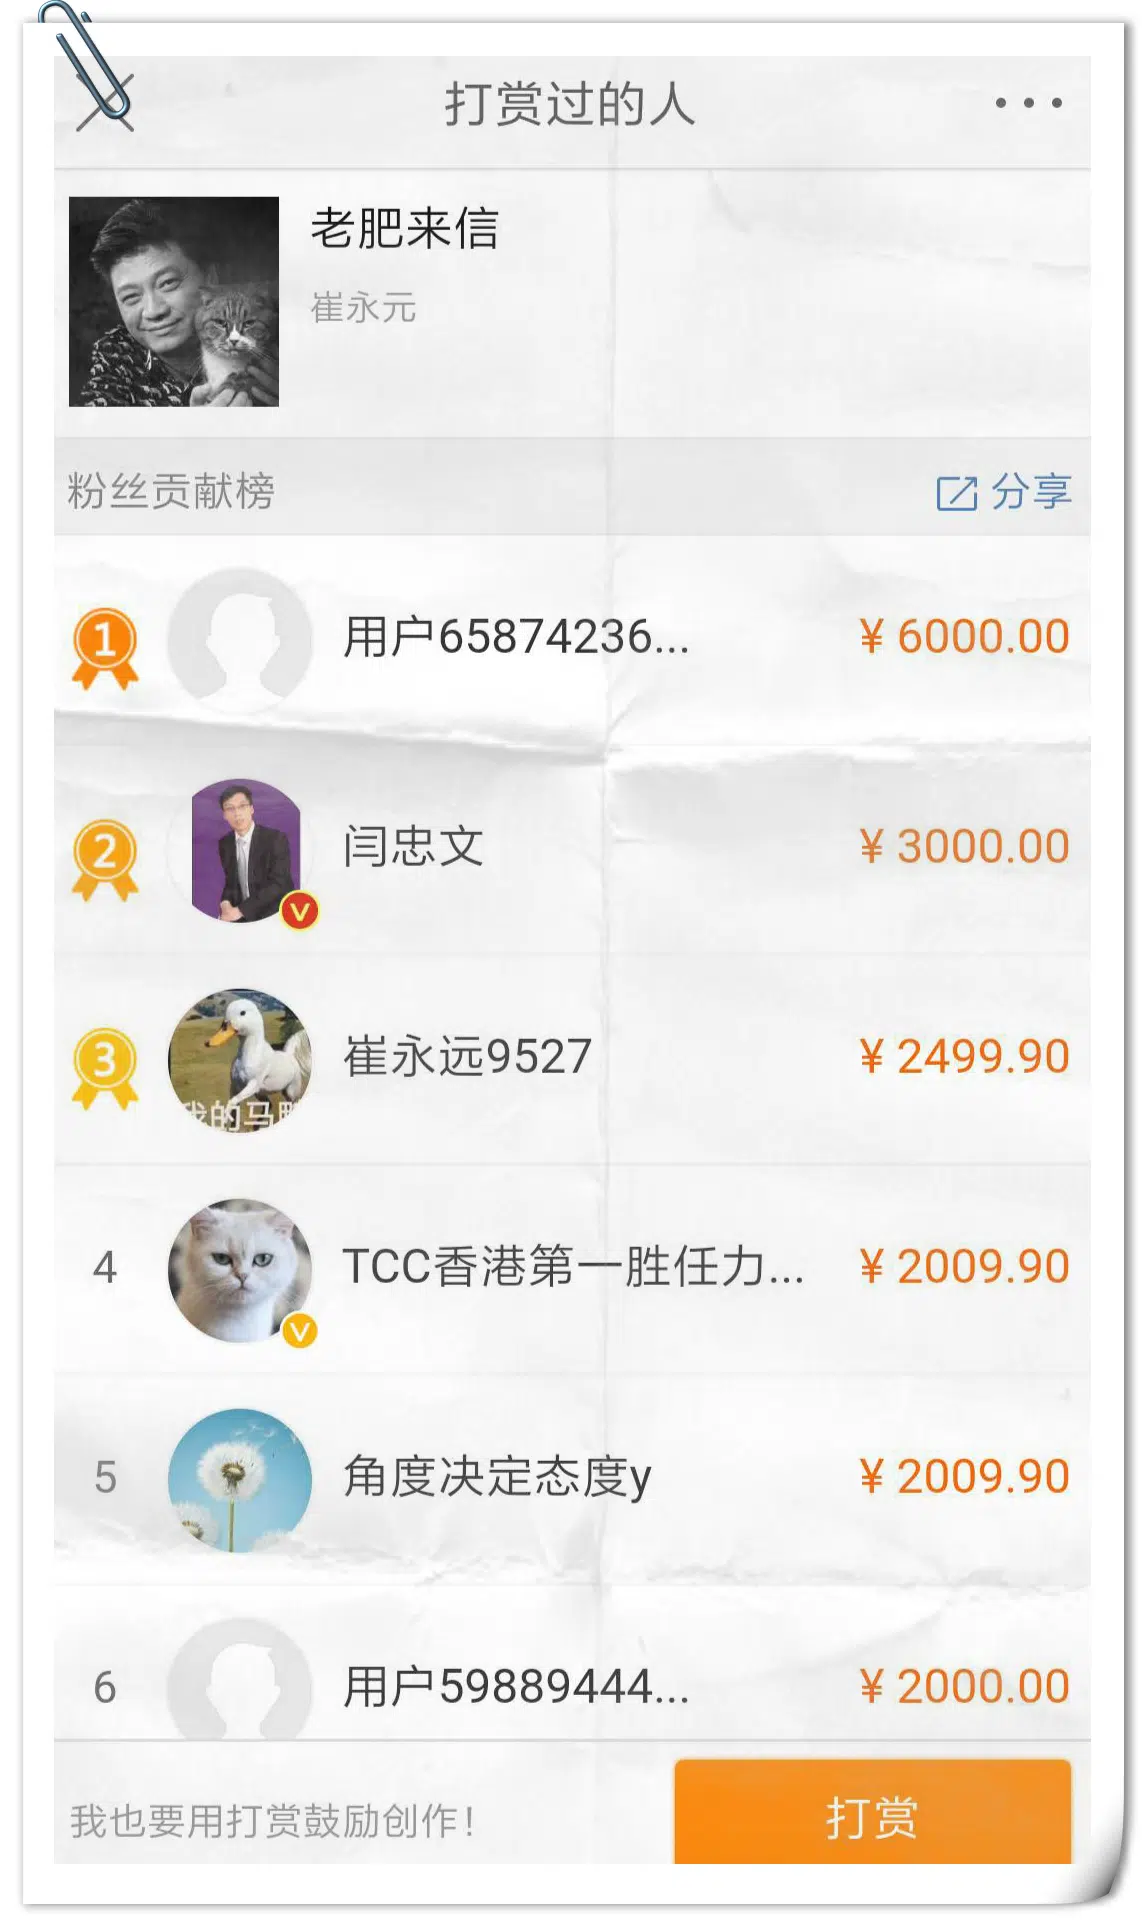 打赏过的人
老肥来信
崔永元
粉丝贡献榜 分享
1 用户65874236... ¥ 6000.00
2 闫忠文 ¥ 3000.00
V
3 崔永远9527 ¥ 2499.90
我的马
4 TCC香港第一胜任力... ¥ 2009.90
V
5 角度决定态度y ¥ 2009.90
6 用户59889444... ¥ 2000.00
我也要用打赏鼓励创作! 打赏